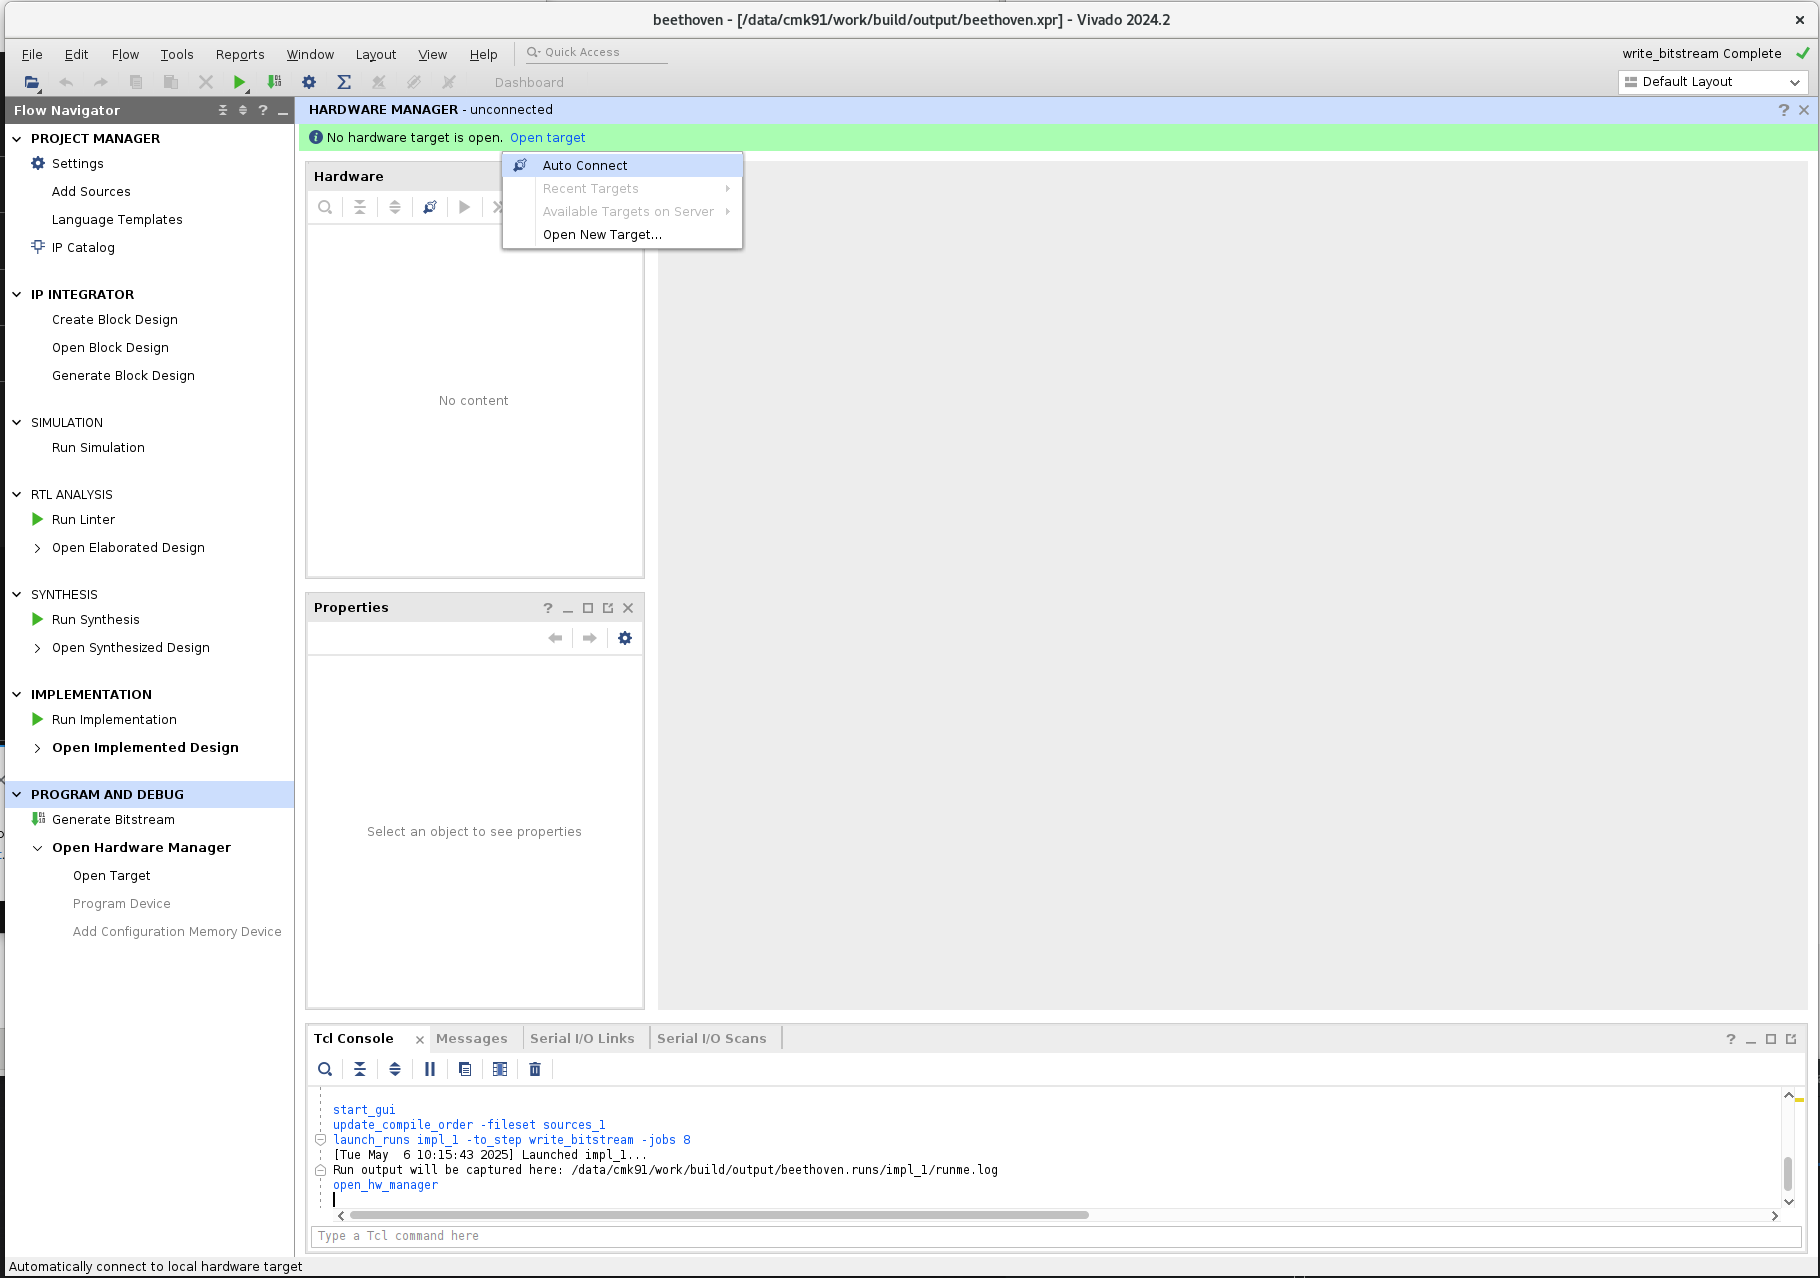 beethoven - [/data/cmk91/work/build/output/beethoven.xpr] - Vivado 2024.2
File Edit Flow Tools Reports Window Layout View Help Quick Access
write_bitstream Complete
Dashboard
Default Layout
Flow Navigator
PROJECT MANAGER
Settings
Add Sources
Language Templates
IP Catalog
IP INTEGRATOR
Create Block Design
Open Block Design
Generate Block Design
SIMULATION
Run Simulation
RTL ANALYSIS
Run Linter
Open Elaborated Design
SYNTHESIS
Run Synthesis
Open Synthesized Design
IMPLEMENTATION
Run Implementation
Open Implemented Design
PROGRAM AND DEBUG
Generate Bitstream
Open Hardware Manager
Open Target
Program Device
Add Configuration Memory Device
HARDWARE MANAGER - unconnected
No hardware target is open. Open target
Auto Connect
Recent Targets
Available Targets on Server
Open New Target...
Hardware
No content
Properties
Select an object to see properties
Tcl Console Messages Serial I/O Links Serial I/O Scans
start_gui
update_compile_order -fileset sources_1
launch_runs impl_1 -to_step write_bitstream -jobs 8
[Tue May  6 10:15:43 2025] Launched impl_1...
Run output will be captured here: /data/cmk91/work/build/output/beethoven.runs/impl_1/runme.log
open_hw_manager
Type a Tcl command here
Automatically connect to local hardware target